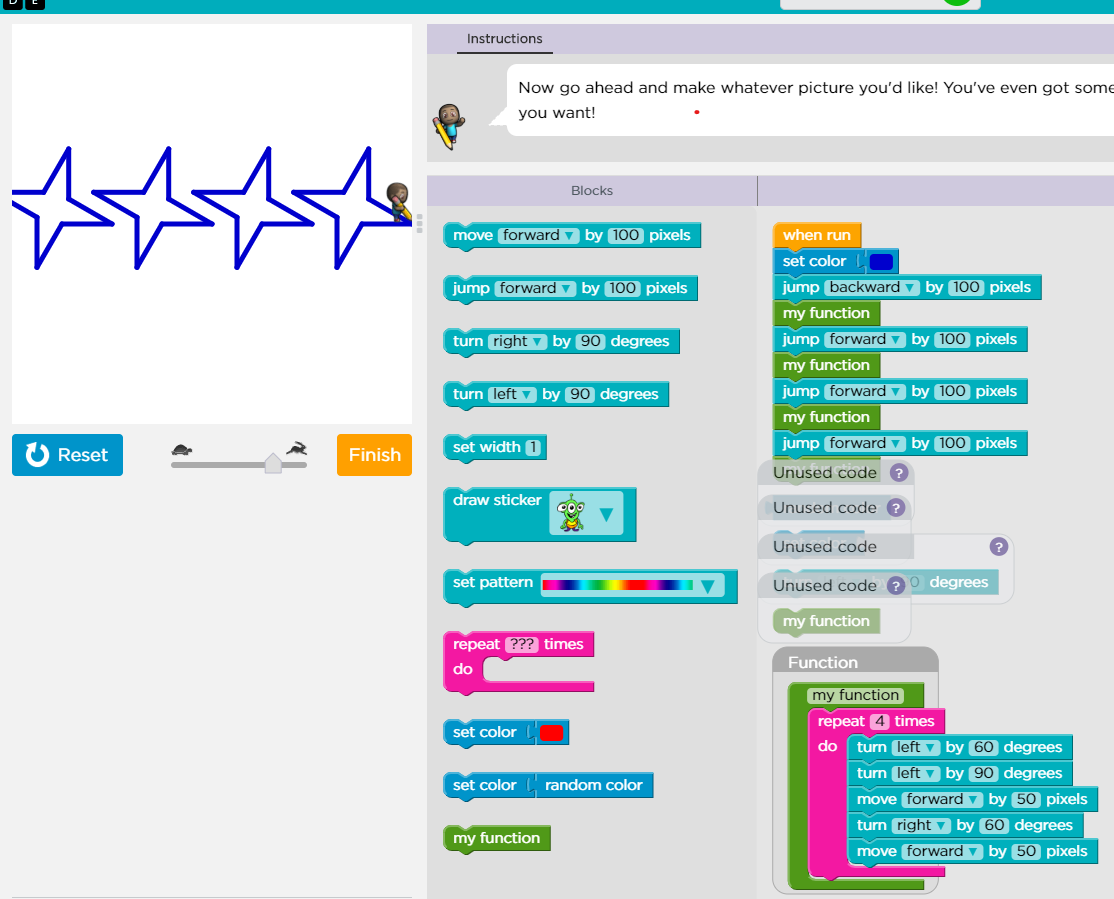 D E
Instructions
Now go ahead and make whatever picture you'd like! You've even got some
you want!
Blocks
move forward ▼ by 100 pixels
jump forward ▼ by 100 pixels
turn right ▼ by 90 degrees
turn left ▼ by 90 degrees
set width 1
draw sticker ▼
set pattern ▼
repeat ??? times
do
set color
set color random color
my function
when run
set color
jump backward ▼ by 100 pixels
my function
jump forward ▼ by 100 pixels
my function
jump forward ▼ by 100 pixels
my function
jump forward ▼ by 100 pixels
Unused code ?
Unused code ?
Unused code ?
degrees
Unused code ?
my function
Function
my function
repeat 4 times
do
turn left ▼ by 60 degrees
turn left ▼ by 90 degrees
move forward ▼ by 50 pixels
turn right ▼ by 60 degrees
move forward ▼ by 50 pixels
Reset
Finish